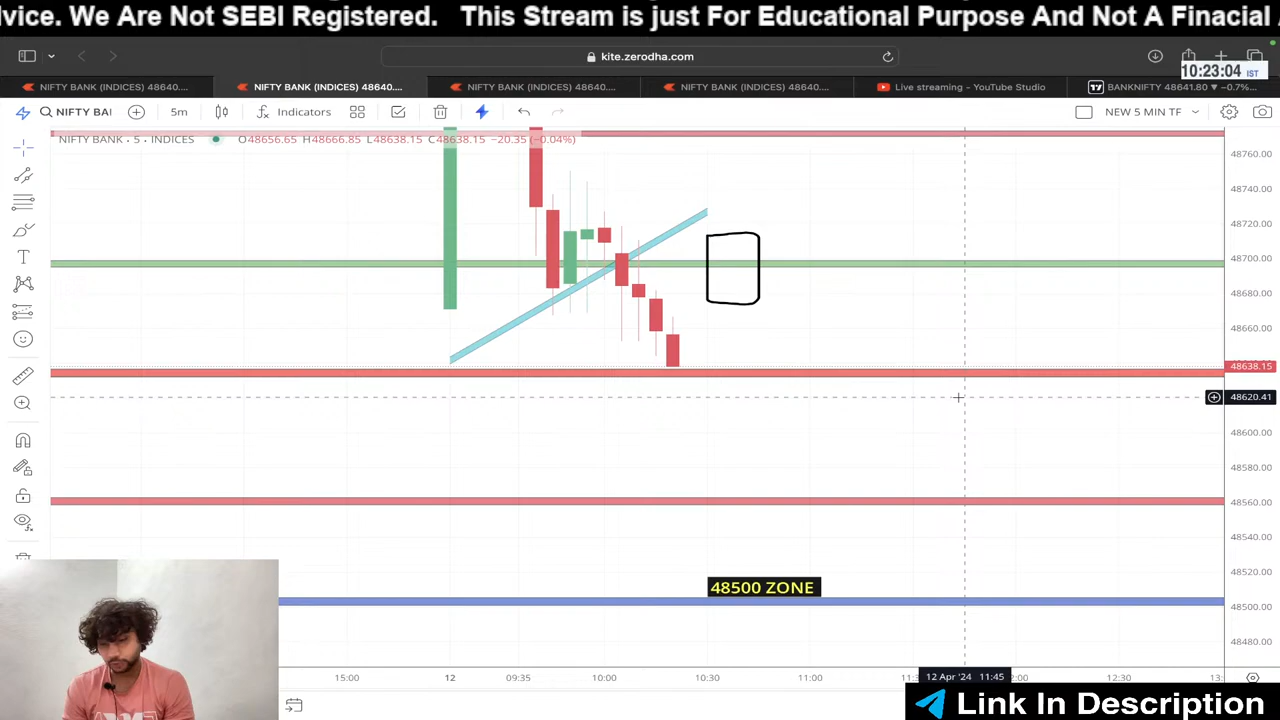 lvice. We Are Not SEBI Registered. This Stream is just For Educational Purpose And Not A Finacial
kite.zerodha.com
10:23:04 IST
NIFTY BANK (INDICES) 48640....
NIFTY BANK (INDICES) 48640....
NIFTY BANK (INDICES) 48640....
NIFTY BANK (INDICES) 48640....
Live streaming - YouTube Studio
BANKNIFTY 48641.80 ▼ −0.7%...
NIFTY BAI
5m
Indicators
NEW 5 MIN TF
NIFTY BANK · 5 · INDICES
O48656.65 H48666.85 L48638.15 C48638.15 −20.35 (−0.04%)
48760.00
48740.00
48720.00
48700.00
48680.00
48660.00
48638.15
48620.41
48600.00
48580.00
48560.00
48540.00
48520.00
48500 ZONE
48500.00
48480.00
15:00
12
09:35
10:00
10:30
11:00
12 Apr '24 11:45
12:30
Link In Description